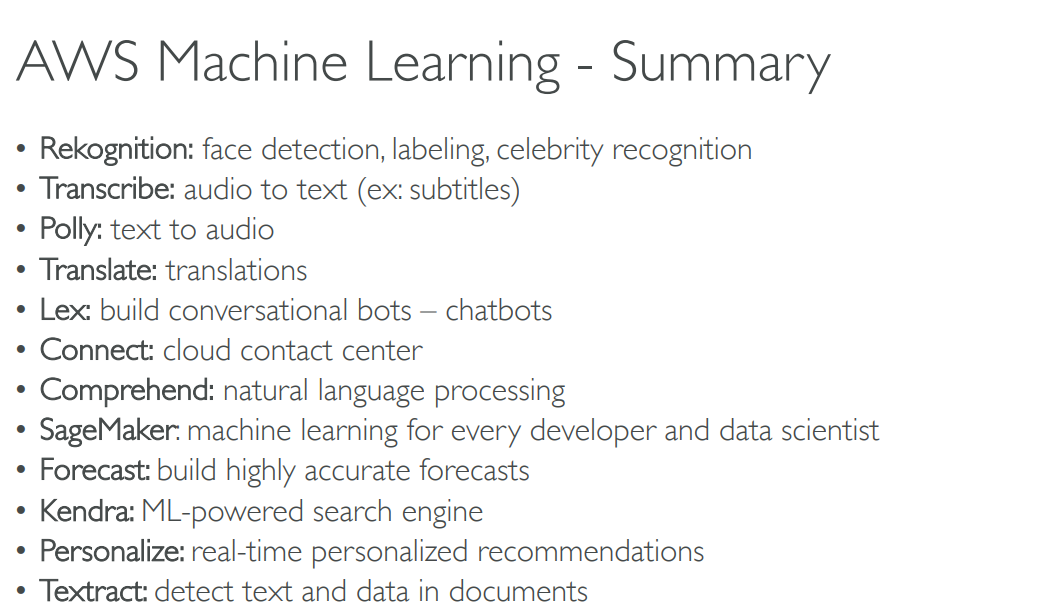 AWS Machine Learning - Summary
• Rekognition: face detection, labeling, celebrity recognition
• Transcribe: audio to text (ex: subtitles)
• Polly: text to audio
• Translate: translations
• Lex: build conversational bots – chatbots
• Connect: cloud contact center
• Comprehend: natural language processing
• SageMaker: machine learning for every developer and data scientist
• Forecast: build highly accurate forecasts
• Kendra: ML-powered search engine
• Personalize: real-time personalized recommendations
• Textract: detect text and data in documents